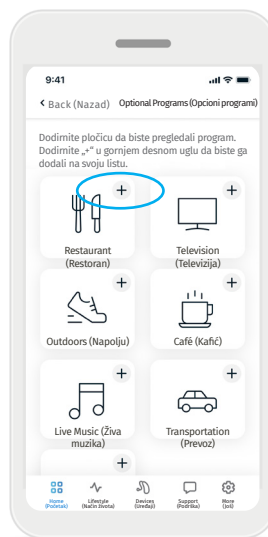 9:41
Back (Nazad) Optional Programs (Opcioni programi)
Dodirnite pločicu da biste pregledali program.
Dodirnite „+“ u gornjem desnom uglu da biste ga
dodali na svoju listu.
+ +
Restaurant
(Restoran)
Television
(Televizija)
+ +
Outdoors (Napolju)
Café (Kafić)
+ +
Live Music (Živa
muzika)
Transportation
(Prevoz)
+
Home
(Početak)
Lifestyle
(Način života)
Devices
(Uređaji)
Support
(Podrška)
More
(Još)